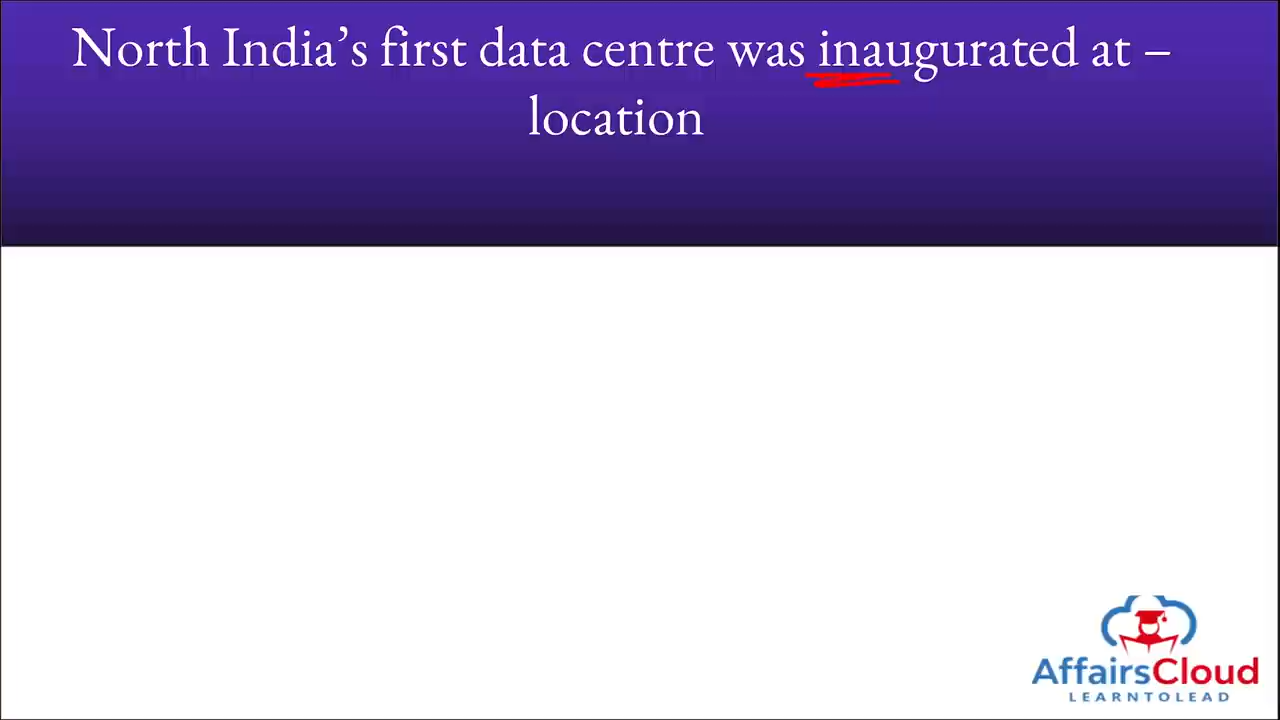 North India’s first data centre was inaugurated at –
location
AffairsCloud
LEARNTOLEAD